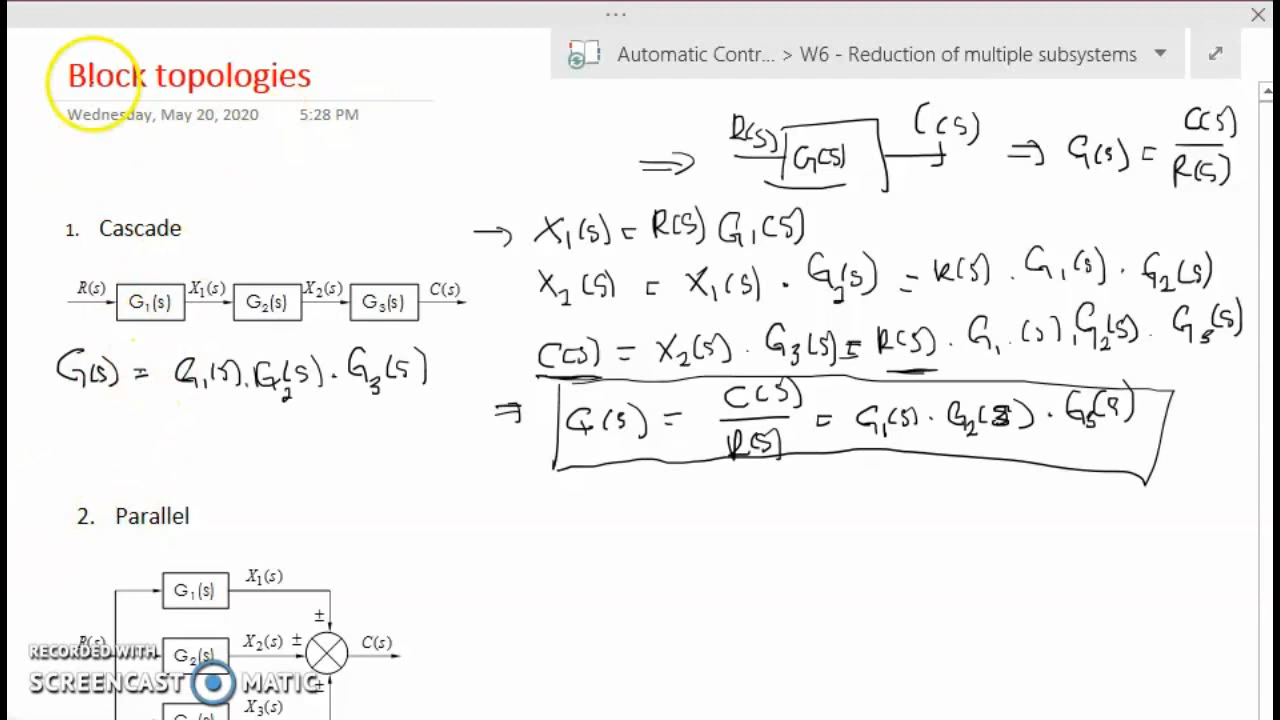 ...
Automatic Contr... > W6 - Reduction of multiple subsystems
Block topologies
Wednesday, May 20, 2020 5:28 PM
⇒ R(s) G(s) C(s) ⇒ G(s) = C(s)/R(s)
1. Cascade
→ X₁(s) = R(s) G₁(s)
R(s) G₁(s) X₁(s) G₂(s) X₂(s) G₃(s) C(s)
X₂(s) = X₁(s) · G₂(s) = R(s) · G₁(s) · G₂(s)
C(s) = X₂(s) · G₃(s) = R(s) · G₁(s) · G₂(s) · G₃(s)
G(s) = G₁(s) · G₂(s) · G₃(s)
⇒ G(s) = C(s)/R(s) = G₁(s) · G₂(s) · G₃(s)
2. Parallel
G₁(s) X₁(s) ±
R(s) G₂(s) X₂(s) ± C(s)
X₃(s) ±
RECORDED WITH
SCREENCAST MATIC